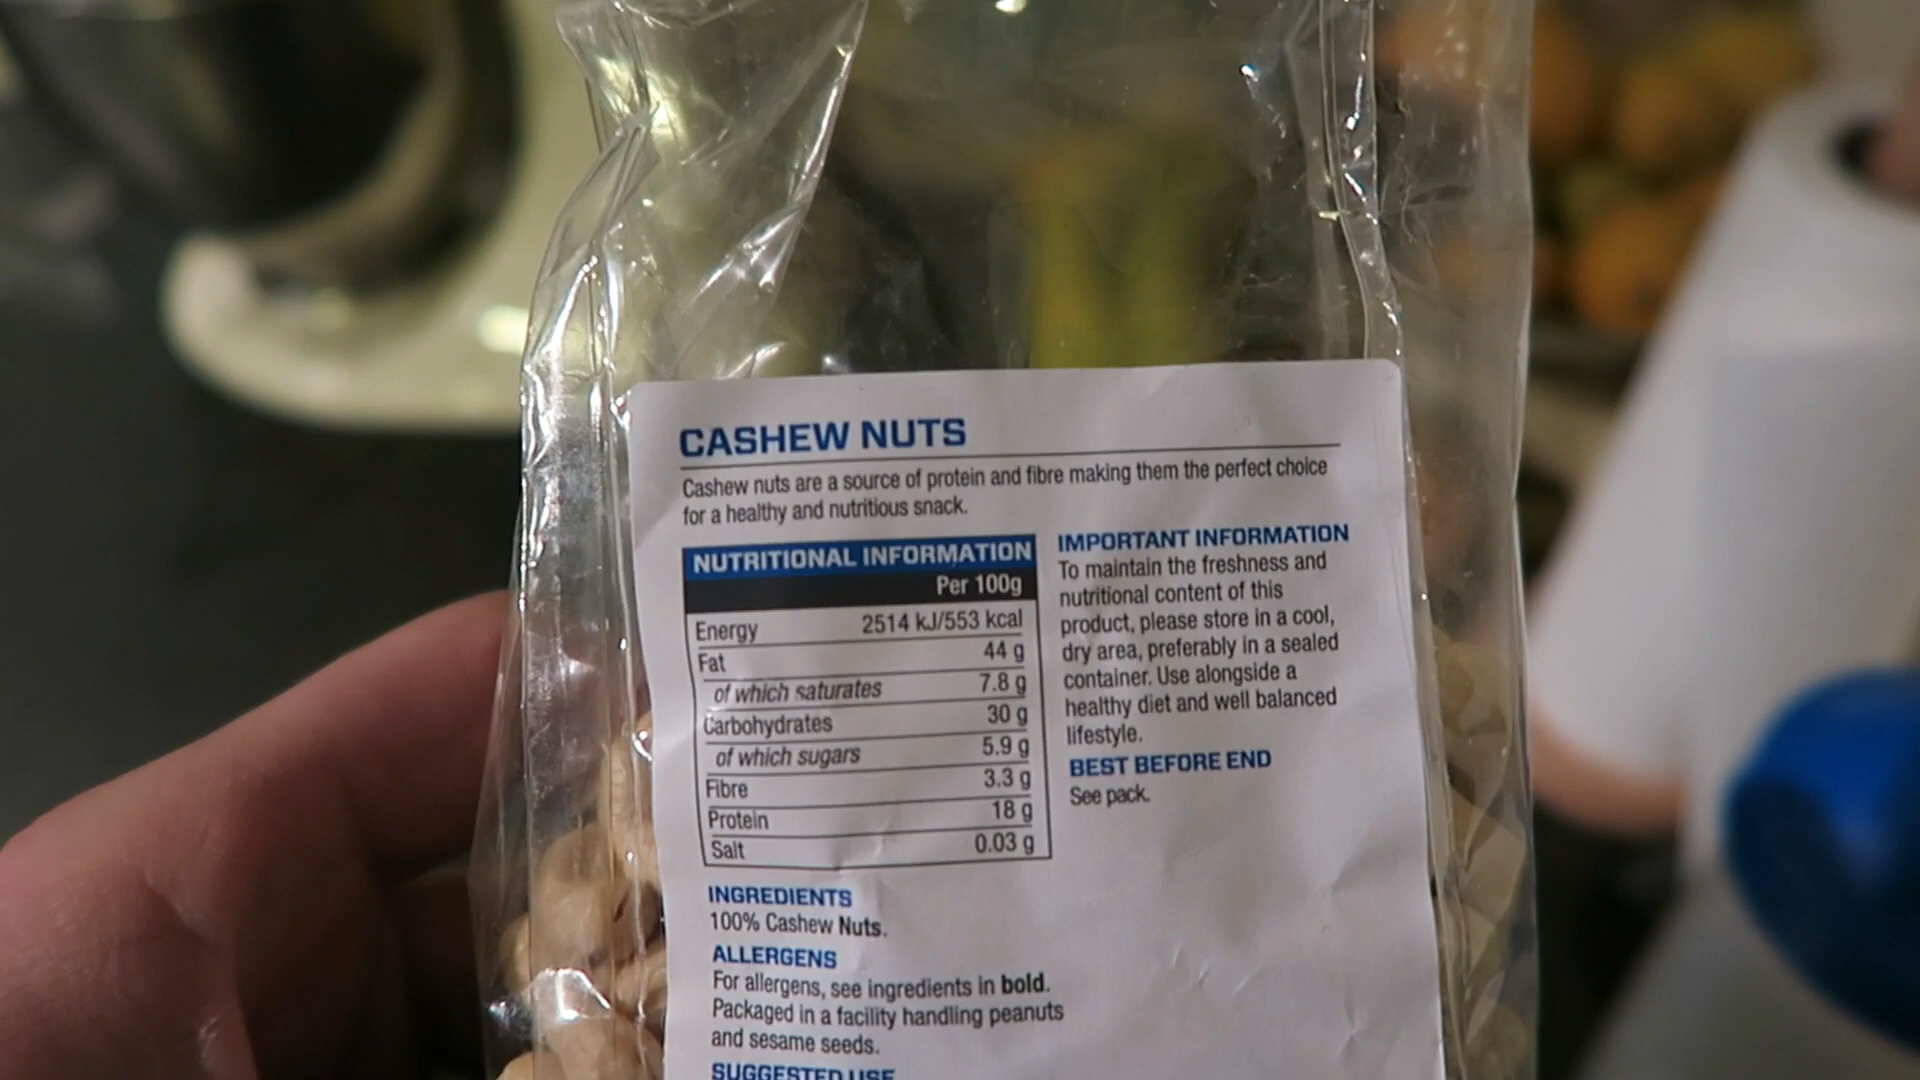 CASHEW NUTS
Cashew nuts are a source of protein and fibre making them the perfect choice
for a healthy and nutritious snack.
NUTRITIONAL INFORMATION
Per 100g
Energy 2514 kJ/553 kcal
Fat 44 g
of which saturates 7.8 g
Carbohydrates 30 g
of which sugars 5.9 g
Fibre 3.3 g
Protein 18 g
Salt 0.03 g
IMPORTANT INFORMATION
To maintain the freshness and
nutritional content of this
product, please store in a cool,
dry area, preferably in a sealed
container. Use alongside a
healthy diet and well balanced
lifestyle.
BEST BEFORE END
See pack.
INGREDIENTS
100% Cashew Nuts.
ALLERGENS
For allergens, see ingredients in bold.
Packaged in a facility handling peanuts
and sesame seeds.
SUGGESTED USE